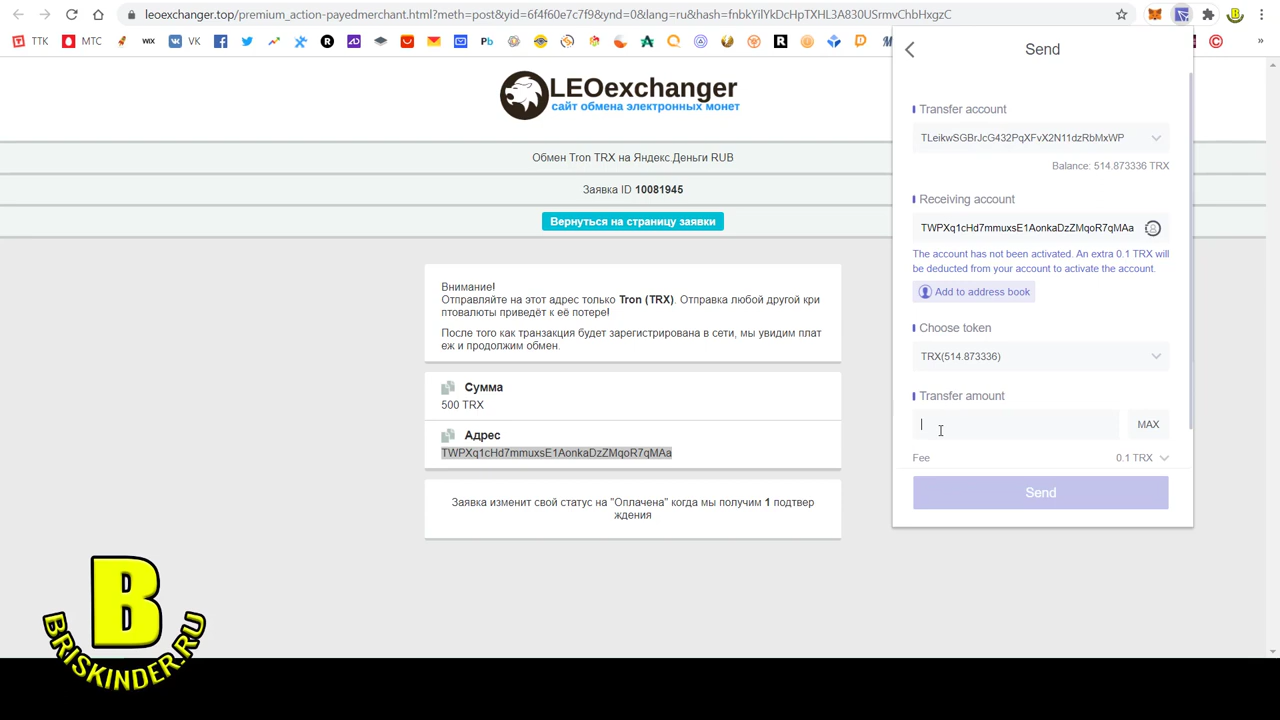 leoexchanger.top/premium_action-payedmerchant.html?meth=psst&yid=6f4f60e7c7f9&ynd=0&lang=ru&hash=fnbkYilYkDcHpTXHL3A830USrmvChbHxgzC
ТТК
МТС
WIX
VK
Pb
LEOexchanger
сайт обмена электронных монет
Обмен Tron TRX на Яндекс.Деньги RUB
Заявка ID 10081945
Вернуться на страницу заявки
Внимание!
Отправляйте на этот адрес только Tron (TRX). Отправка любой другой кри
птовалюты приведёт к её потере!
После того как транзакция будет зарегистрирована в сети, мы увидим плат
еж и продолжим обмен.
Сумма
500 TRX
Адрес
TWPXq1cHd7mmuxsE1AonkaDzZMqoR7qMAa
Заявка изменит свой статус на "Оплачена" когда мы получим 1 подтвер
ждения
Send
Transfer account
TLeikwSGBrJcG432PqXFvX2N11dzRbMxWP
Balance: 514.873336 TRX
Receiving account
TWPXq1cHd7mmuxsE1AonkaDzZMqoR7qMAa
The account has not been activated. An extra 0.1 TRX will
be deducted from your account to activate the account.
Add to address book
Choose token
TRX(514.873336)
Transfer amount
MAX
Fee 0.1 TRX
Send
B
BRISKINDER.RU